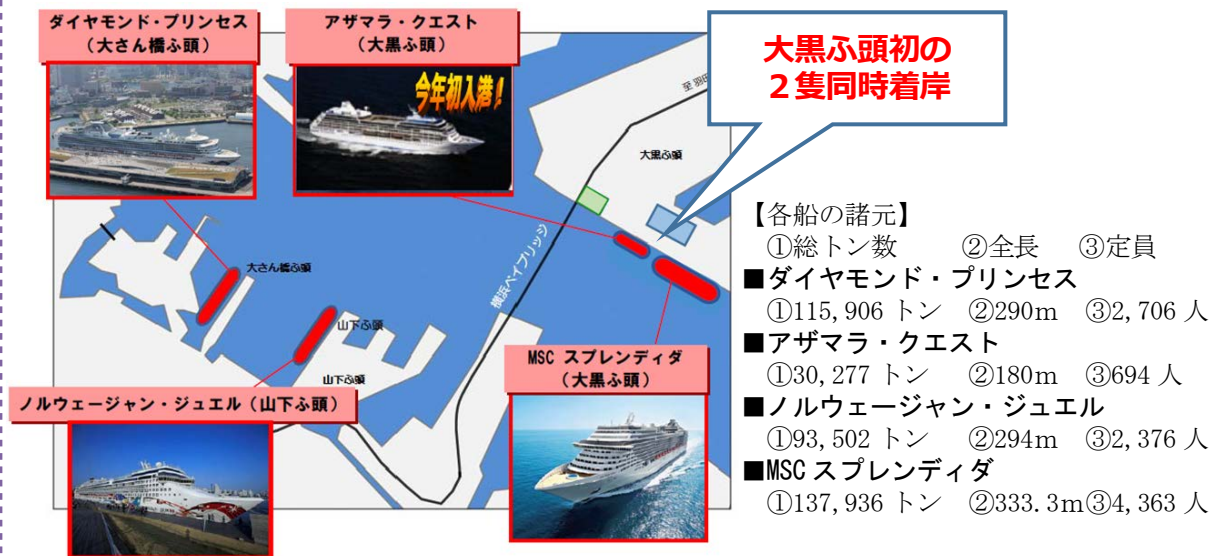 ダイヤモンド・プリンセス
(大さん橋ふ頭)
アザマラ・クエスト
(大黒ふ頭)
今年初入港!
大黒ふ頭初の
2隻同時着岸
至 羽田
大黒ふ頭
横浜ベイブリッジ
大さん橋ふ頭
山下ふ頭
山下ふ頭
MSC スプレンディダ
(大黒ふ頭)
ノルウェージャン・ジュエル(山下ふ頭)
【各船の諸元】
①総トン数 ②全長 ③定員
■ダイヤモンド・プリンセス
①115,906 トン ②290m ③2,706 人
■アザマラ・クエスト
①30,277 トン ②180m ③694 人
■ノルウェージャン・ジュエル
①93,502 トン ②294m ③2,376 人
■MSC スプレンディダ
①137,936 トン ②333.3m③4,363 人